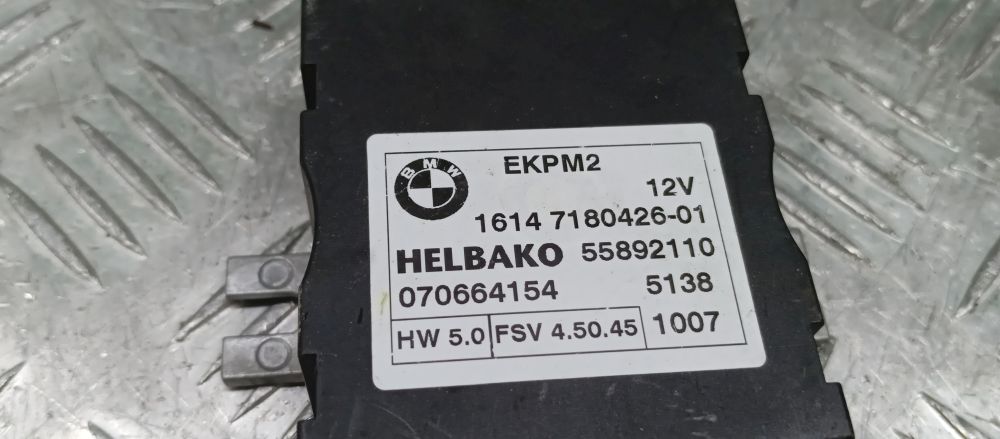 BMW
EKPM2
12V
1614 7180426-01
HELBAKO 55892110
070664154 5138
HW 5.0 FSV 4.50.45 1007